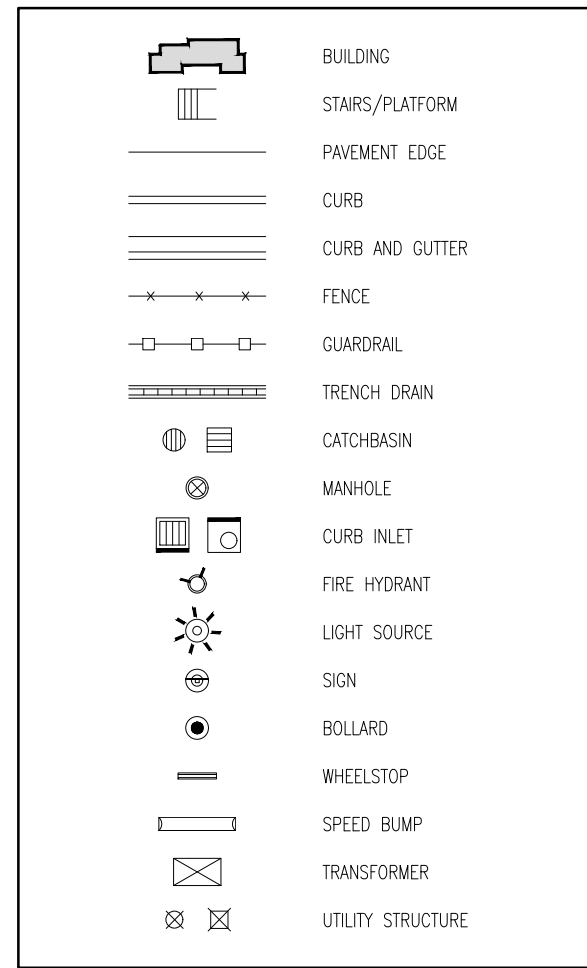 BUILDING
STAIRS/PLATFORM
PAVEMENT EDGE
CURB
CURB AND GUTTER
FENCE
GUARDRAIL
TRENCH DRAIN
CATCHBASIN
MANHOLE
CURB INLET
FIRE HYDRANT
LIGHT SOURCE
SIGN
BOLLARD
WHEELSTOP
SPEED BUMP
TRANSFORMER
UTILITY STRUCTURE